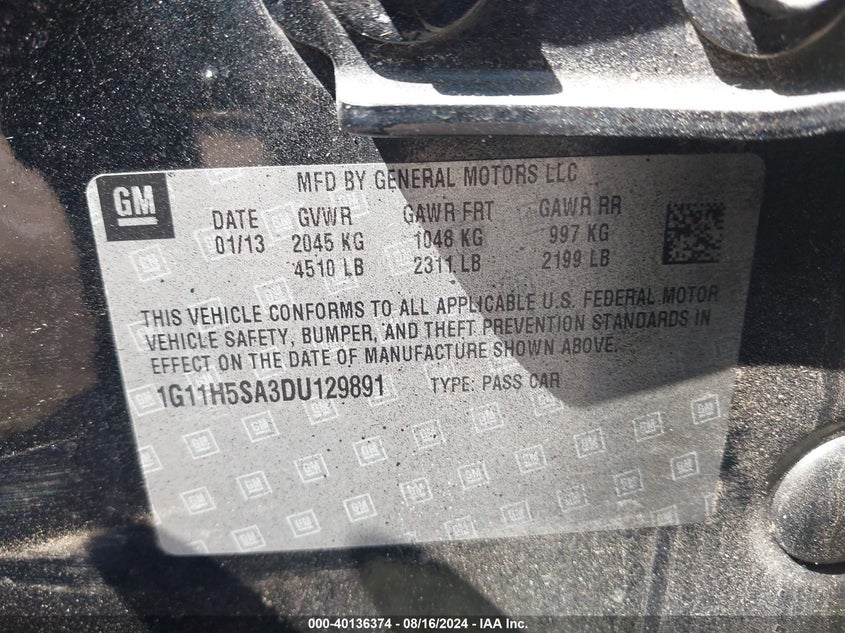 GM
MFD BY GENERAL MOTORS LLC
DATE GVWR GAWR FRT GAWR RR
01/13 2045 KG 1048 KG 997 KG
4510 LB 2311 LB 2199 LB
THIS VEHICLE CONFORMS TO ALL APPLICABLE U.S. FEDERAL MOTOR
VEHICLE SAFETY, BUMPER, AND THEFT PREVENTION STANDARDS IN
EFFECT ON THE DATE OF MANUFACTURE SHOWN ABOVE.
1G11H5SA3DU129891 TYPE: PASS CAR
000-40136374 - 08/16/2024 - IAA Inc.